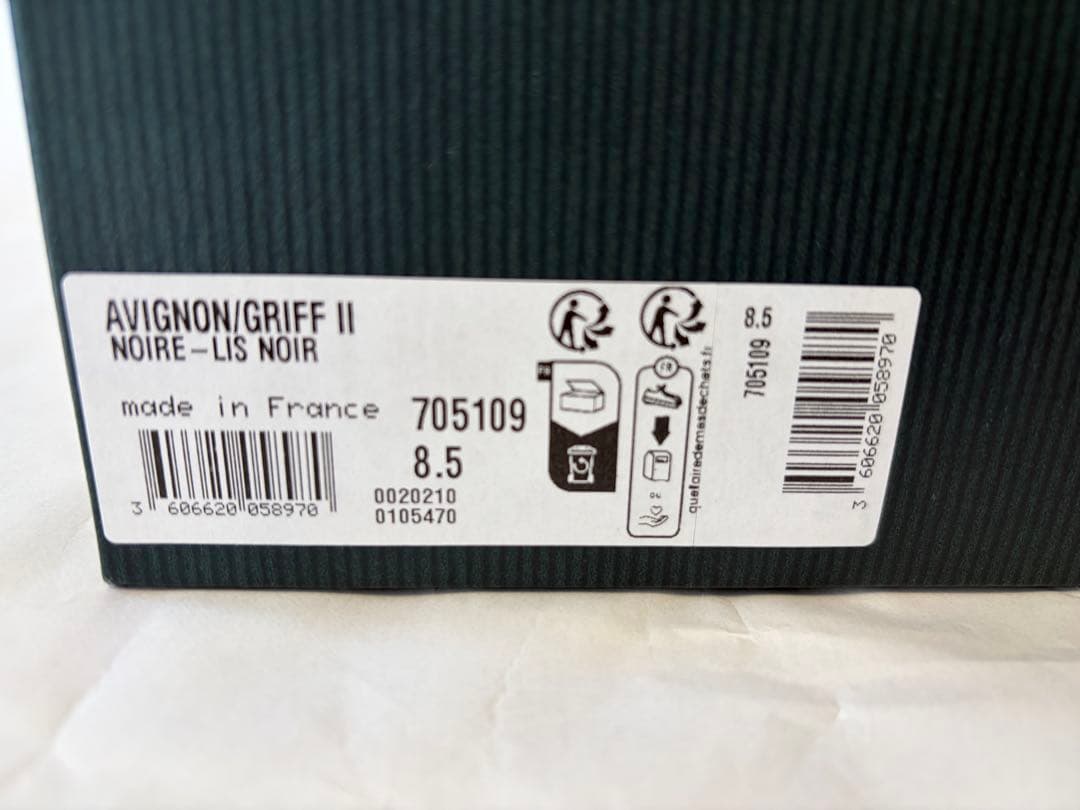 AVIGNON/GRIFF II
NOIRE-LIS NOIR
made in France
705109
8.5
0020210
0105470
3 606620 058970
FR
quefairedemesdechets.fr
OU
8.5
705109
3 606620 058970